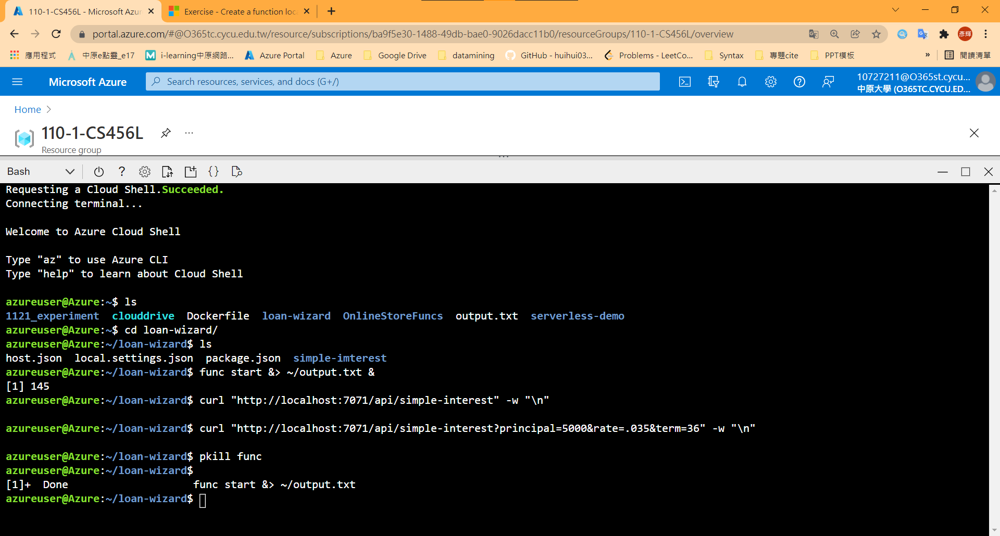 110-1-CS456L - Microsoft Azur
Exercise - Create a function loc
portal.azure.com/#@O365tc.cycu.edu.tw/resource/subscriptions/ba9f5e30-1488-49db-bae0-9026dacc11b0/resourceGroups/110-1-CS456L/overview
彥輝
應用程式 中原e點靈_e17 i-learning中原網路... Azure Portal Azure Google Drive datamining GitHub - huihui03... Problems - LeetCo... Syntax 專題cite PPT模板 » 閱讀清單
Microsoft Azure
Search resources, services, and docs (G+/)
10727211@O365st.cycu...
中原大學 (O365TC.CYCU.ED...
Home >
110-1-CS456L
Resource group
Bash
Requesting a Cloud Shell.Succeeded.
Connecting terminal...
Welcome to Azure Cloud Shell
Type "az" to use Azure CLI
Type "help" to learn about Cloud Shell
azureuser@Azure:~$ ls
1121_experiment clouddrive Dockerfile loan-wizard OnlineStoreFuncs output.txt serverless-demo
azureuser@Azure:~$ cd loan-wizard/
azureuser@Azure:~/loan-wizard$ ls
host.json local.settings.json package.json simple-imterest
azureuser@Azure:~/loan-wizard$ func start &> ~/output.txt &
[1] 145
azureuser@Azure:~/loan-wizard$ curl "http://localhost:7071/api/simple-interest" -w "\n"
azureuser@Azure:~/loan-wizard$ curl "http://localhost:7071/api/simple-interest?principal=5000&rate=.035&term=36" -w "\n"
azureuser@Azure:~/loan-wizard$ pkill func
azureuser@Azure:~/loan-wizard$
[1]+ Done func start &> ~/output.txt
azureuser@Azure:~/loan-wizard$